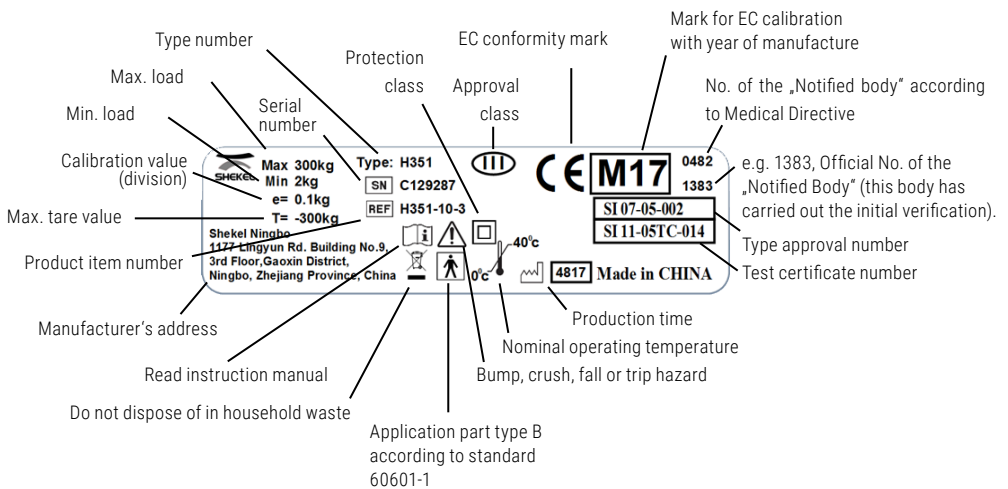 Type number
Max. load
Min. load
Calibration value
(division)
Max. tare value
Product item number
Manufacturer's address
Serial
number
Protection
class
Approval
class
EC conformity mark
Mark for EC calibration
with year of manufacture
No. of the „Notified body“ according
to Medical Directive
e.g. 1383, Official No. of the
„Notified Body“ (this body has
carried out the initial verification).
Type approval number
Test certificate number
SHEKEL
Max 300kg
Min 2kg
e= 0.1kg
T= -300kg
Shekel Ningbo
1177 Lingyun Rd. Building No.9,
3rd Floor,Gaoxin District,
Ningbo, Zhejiang Province, China
Type: H351
SN C129287
REF H351-10-3
III
CE M17
0482
1383
SI 07-05-002
SI 11-05TC-014
40°c
0°c
4817 Made in CHINA
Production time
Nominal operating temperature
Bump, crush, fall or trip hazard
Read instruction manual
Do not dispose of in household waste
Application part type B
according to standard
60601-1